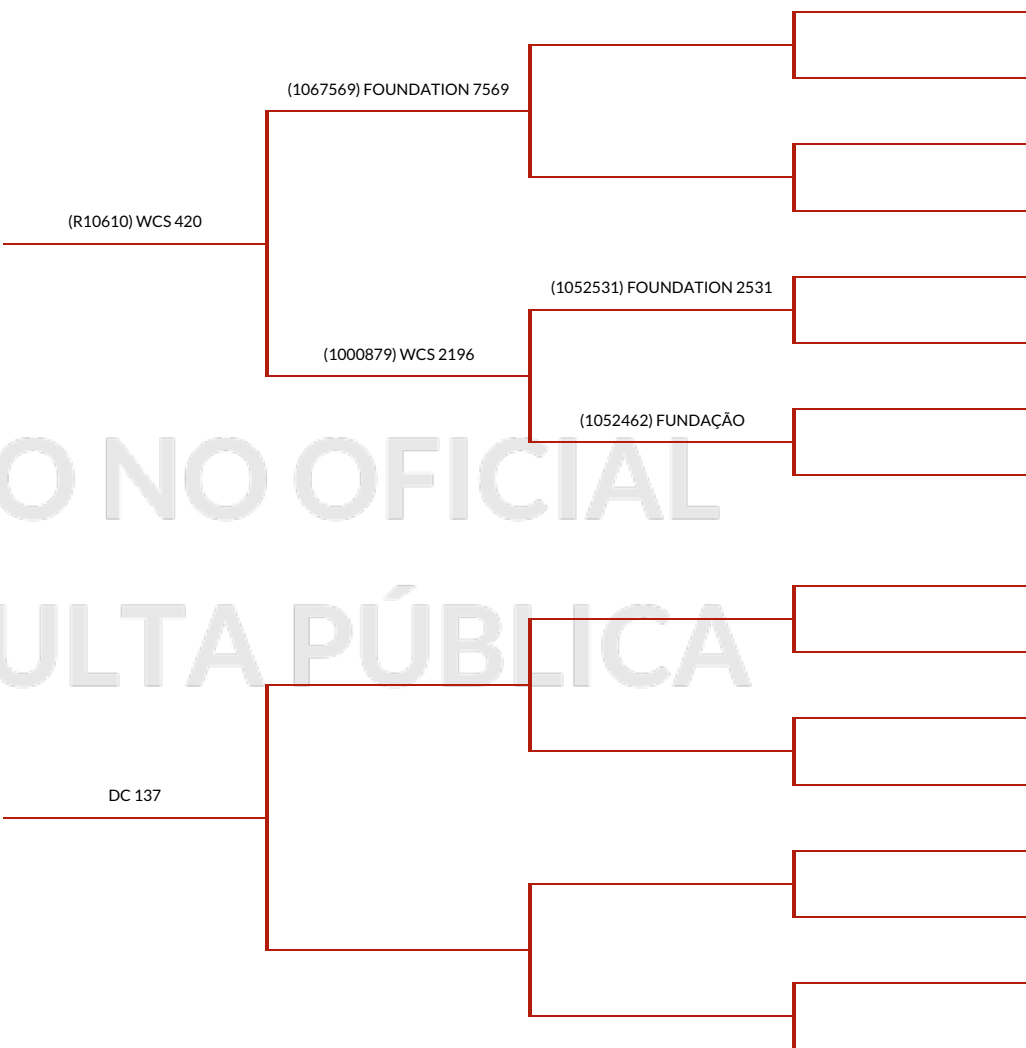 (1067569) FOUNDATION 7569
(R10610) WCS 420
(1052531) FOUNDATION 2531
(1000879) WCS 2196
(1052462) FUNDAÇÃO
O NO OFICIAL
ULTA PÚBLICA
DC 137